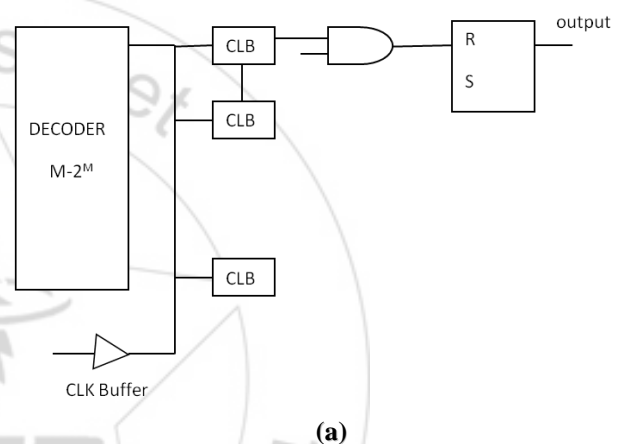 output
CLB
R
S
CLB
DECODER
M-2ᴹ
CLB
CLK Buffer
(a)